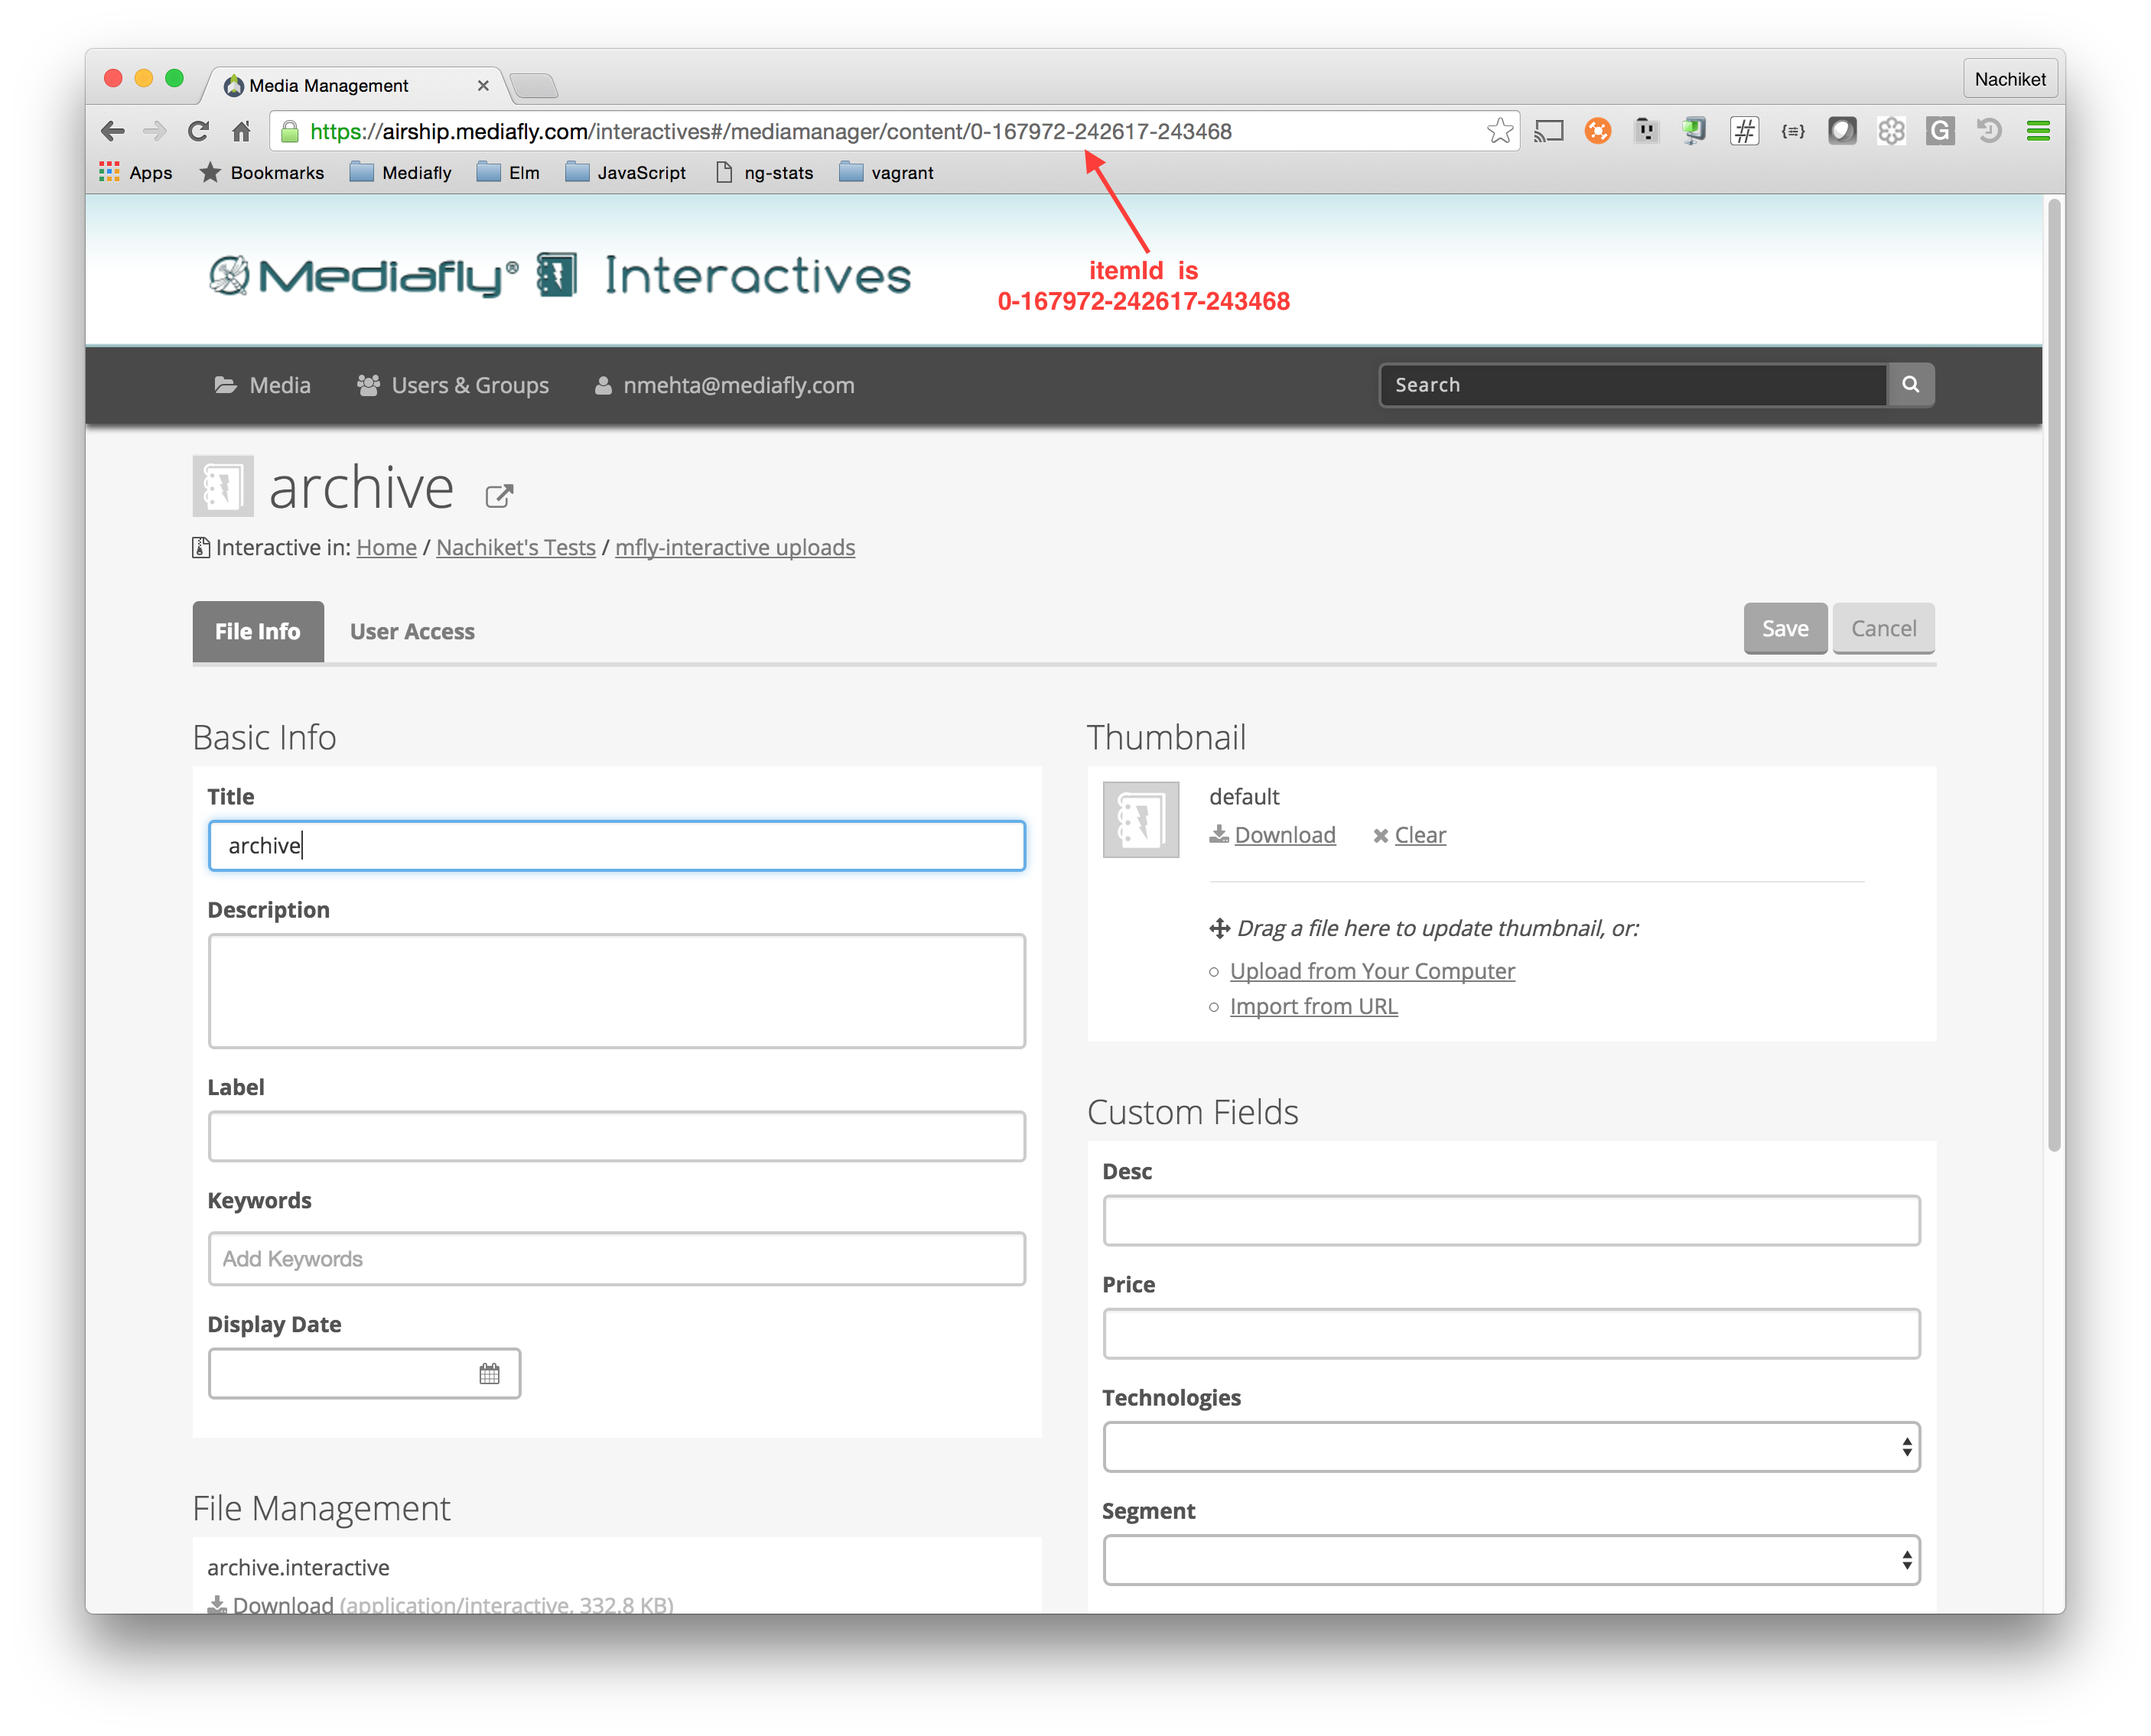 Media Management
Nachiket
https://airship.mediafly.com/interactives#/mediamanager/content/0-167972-242617-243468
Apps Bookmarks Mediafly Elm JavaScript ng-stats vagrant
Mediafly® Interactives
itemId is
0-167972-242617-243468
Media Users & Groups nmehta@mediafly.com Search
archive
Interactive in: Home / Nachiket's Tests / mfly-interactive uploads
File Info User Access Save Cancel
Basic Info
Title
archive
Description
Label
Keywords
Add Keywords
Display Date
File Management
archive.interactive
Download (application/interactive, 332.8 KB)
Thumbnail
default
Download Clear
Drag a file here to update thumbnail, or:
Upload from Your Computer
Import from URL
Custom Fields
Desc
Price
Technologies
Segment